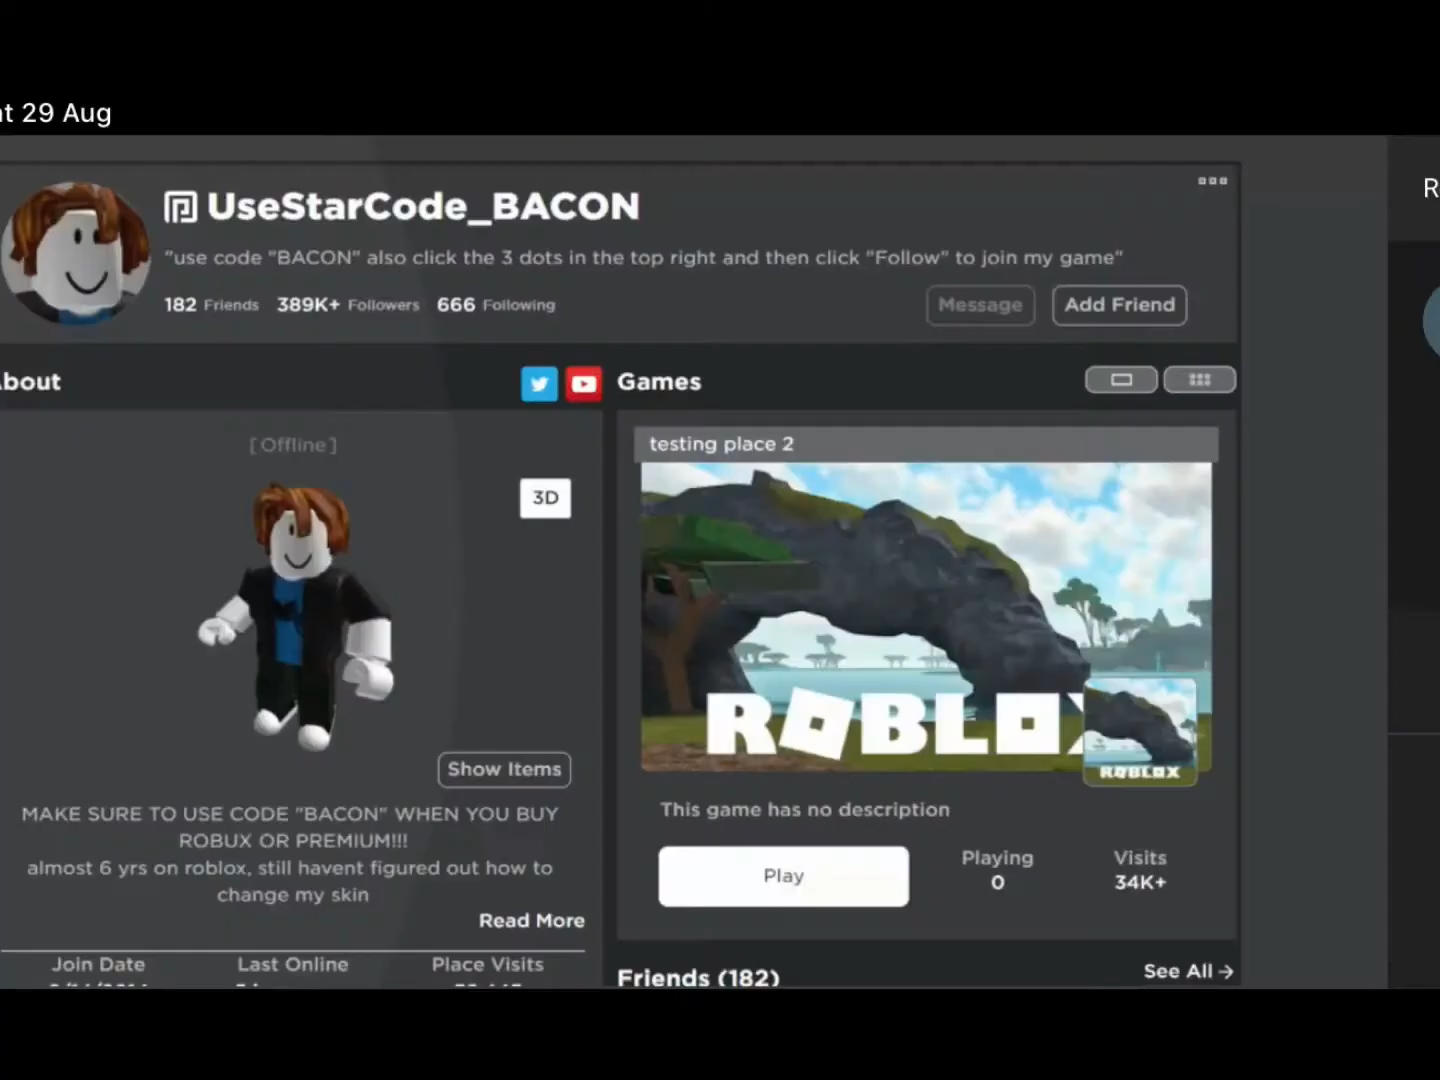 29 Aug
UseStarCode_BACON
"use code "BACON" also click the 3 dots in the top right and then click "Follow" to join my game"
182 Friends 389K+ Followers 666 Following
Message Add Friend
About
Games
[Offline]
3D
testing place 2
ROBLOX
ROBLOX
Show Items
MAKE SURE TO USE CODE "BACON" WHEN YOU BUY
ROBUX OR PREMIUM!!!
almost 6 yrs on roblox, still havent figured out how to
change my skin
Read More
This game has no description
Play
Playing
0
Visits
34K+
Join Date Last Online Place Visits
Friends (182)
See All →